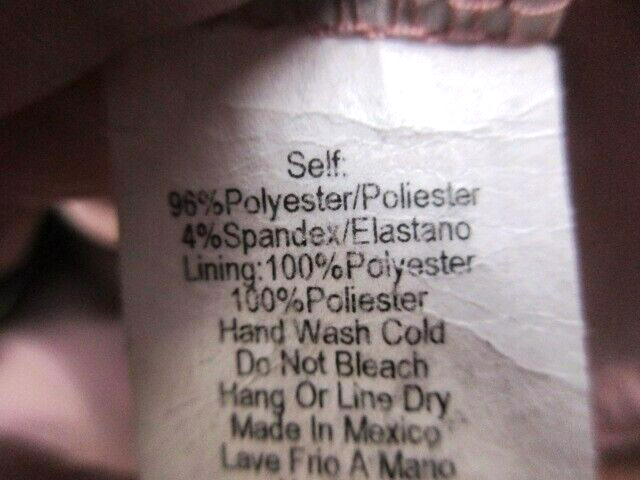 Self:
96%Polyester/Poliester
4%Spandex/Elastano
Lining:100%Polyester
100%Poliester
Hand Wash Cold
Do Not Bleach
Hang Or Line Dry
Made In Mexico
Lave Frio A Mano